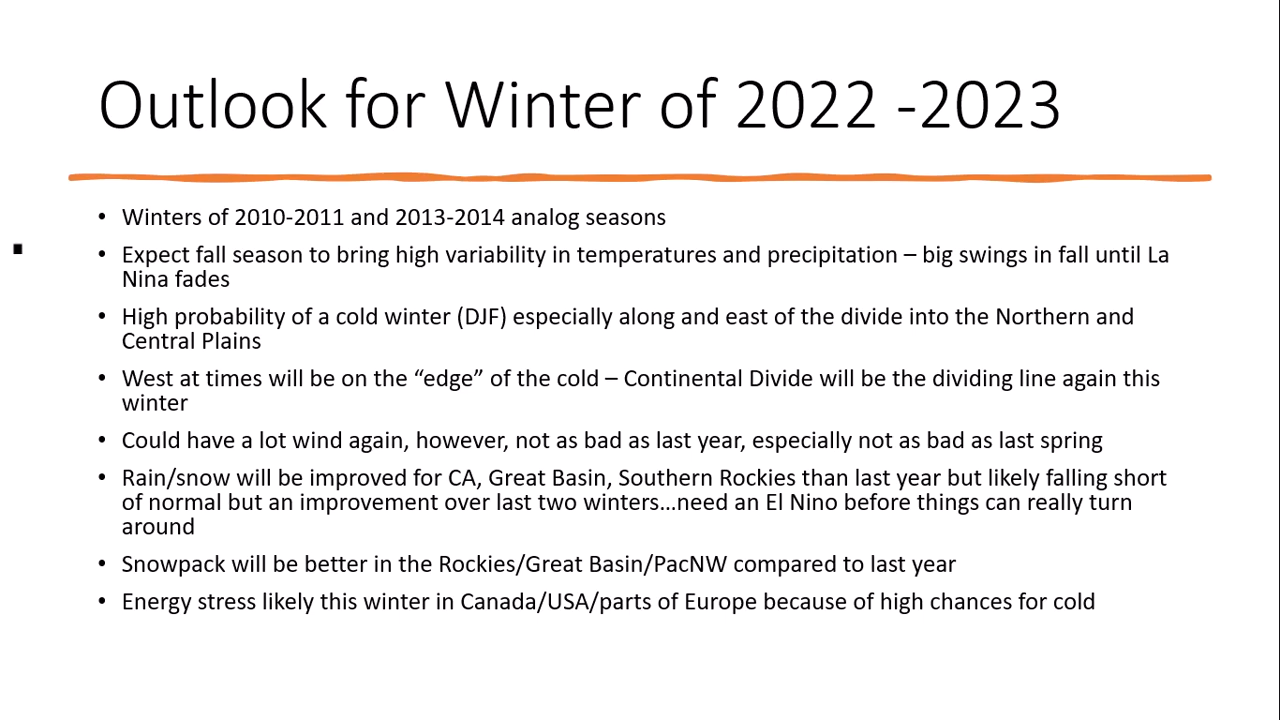 Outlook for Winter of 2022 -2023
• Winters of 2010-2011 and 2013-2014 analog seasons
• Expect fall season to bring high variability in temperatures and precipitation – big swings in fall until La
Nina fades
• High probability of a cold winter (DJF) especially along and east of the divide into the Northern and
Central Plains
• West at times will be on the “edge” of the cold – Continental Divide will be the dividing line again this
winter
• Could have a lot wind again, however, not as bad as last year, especially not as bad as last spring
• Rain/snow will be improved for CA, Great Basin, Southern Rockies than last year but likely falling short
of normal but an improvement over last two winters...need an El Nino before things can really turn
around
• Snowpack will be better in the Rockies/Great Basin/PacNW compared to last year
• Energy stress likely this winter in Canada/USA/parts of Europe because of high chances for cold